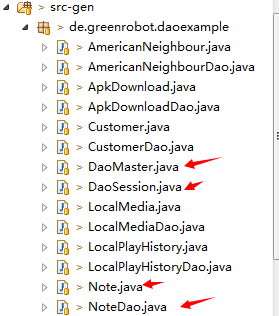 > src-gen
> de.greenrobot.daoexample
> AmericanNeighbour.java
> AmericanNeighbourDao.java
> ApkDownload.java
> ApkDownloadDao.java
> Customer.java
> CustomerDao.java
> DaoMaster.java
> DaoSession.java
> LocalMedia.java
> LocalMediaDao.java
> LocalPlayHistory.java
> LocalPlayHistoryDao.java
> Note.java
> NoteDao.java